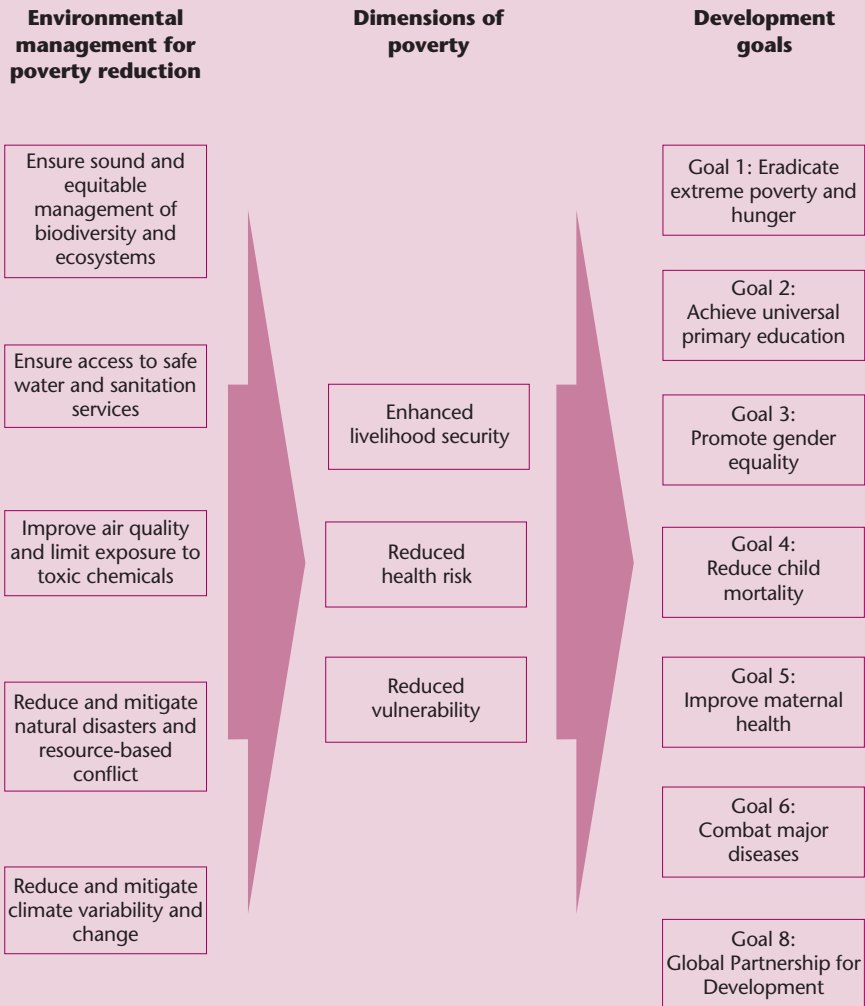 Environmental
management for
poverty reduction
Ensure sound and
equitable
management of
biodiversity and
ecosystems
Ensure access to safe
water and sanitation
services
Improve air quality
and limit exposure to
toxic chemicals
Reduce and mitigate
natural disasters and
resource-based
conflict
Reduce and mitigate
climate variability and
change
Dimensions of
poverty
Enhanced
livelihood security
Reduced
health risk
Reduced
vulnerability
Development
goals
Goal 1: Eradicate
extreme poverty and
hunger
Goal 2:
Achieve universal
primary education
Goal 3:
Promote gender
equality
Goal 4:
Reduce child
mortality
Goal 5:
Improve maternal
health
Goal 6:
Combat major
diseases
Goal 8:
Global Partnership for
Development